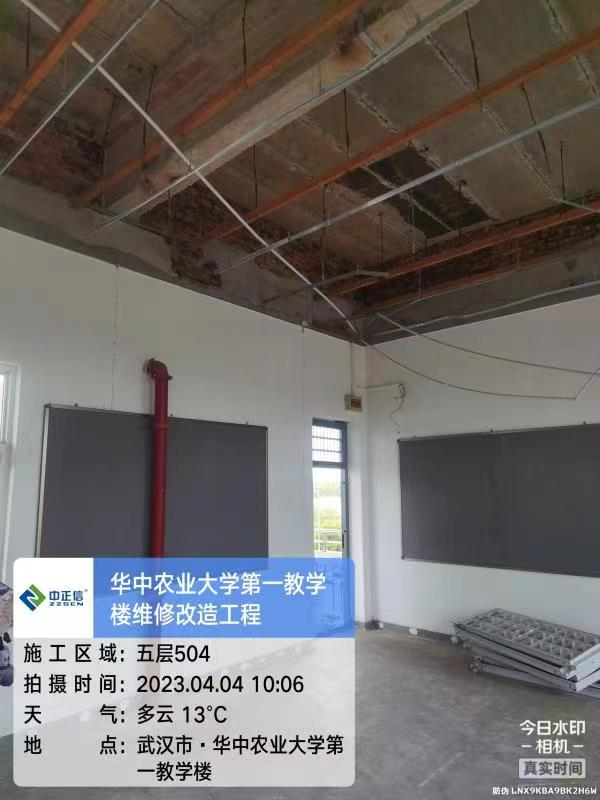 中正信®
ZZSCN
华中农业大学第一教学
楼维修改造工程
施工区域：五层504
拍摄时间：2023.04.04 10:06
天气：多云 13°C
地点：武汉市·华中农业大学第
一教学楼
今日水印
-相机-
真实时间
防伪 LNX9KBA9BK2H6W